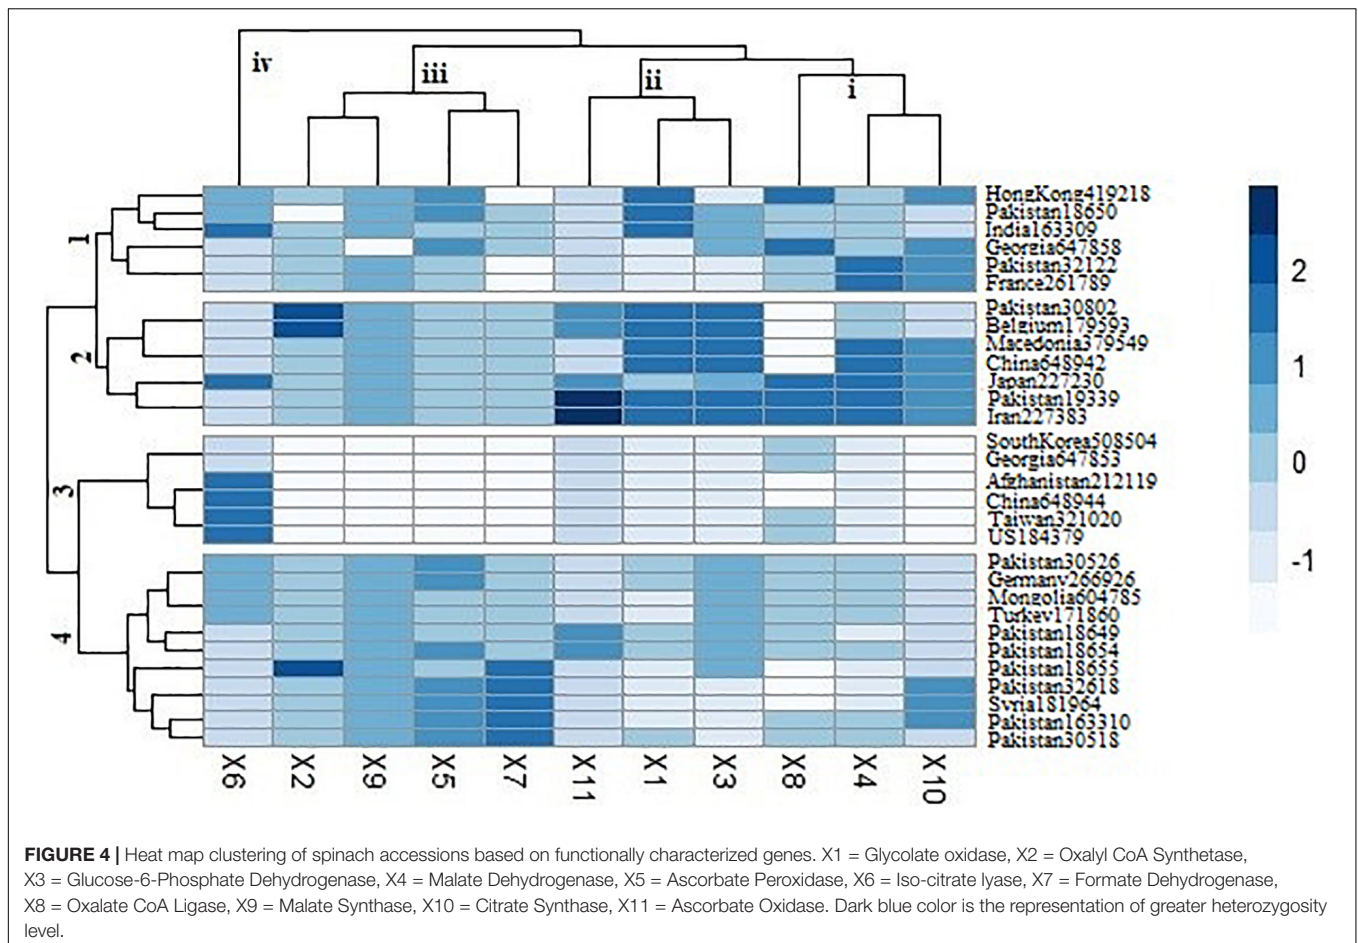 iv
iii
ii
i
1
2
3
4
HongKong419218
Pakistan18650
India163309
Georgia647858
Pakistan32122
France261789
Pakistan30802
Belgium179593
Macedonia379549
China648942
Japan227230
Pakistan19339
Iran227383
SouthKorea508504
Georgia647853
Afghanistan212119
China648944
Taiwan321020
US184379
Pakistan30526
Germany266926
Mongolia604785
Turkey171860
Pakistan18649
Pakistan18654
Pakistan18655
Pakistan32618
Syria181964
Pakistan163310
Pakistan30518
2
1
0
-1
X6 X2 X9 X5 X7 X11 X1 X3 X8 X4 X10
FIGURE 4 | Heat map clustering of spinach accessions based on functionally characterized genes. X1 = Glycolate oxidase, X2 = Oxalyl CoA Synthetase,
X3 = Glucose-6-Phosphate Dehydrogenase, X4 = Malate Dehydrogenase, X5 = Ascorbate Peroxidase, X6 = Iso-citrate lyase, X7 = Formate Dehydrogenase,
X8 = Oxalate CoA Ligase, X9 = Malate Synthase, X10 = Citrate Synthase, X11 = Ascorbate Oxidase. Dark blue color is the representation of greater heterozygosity
level.